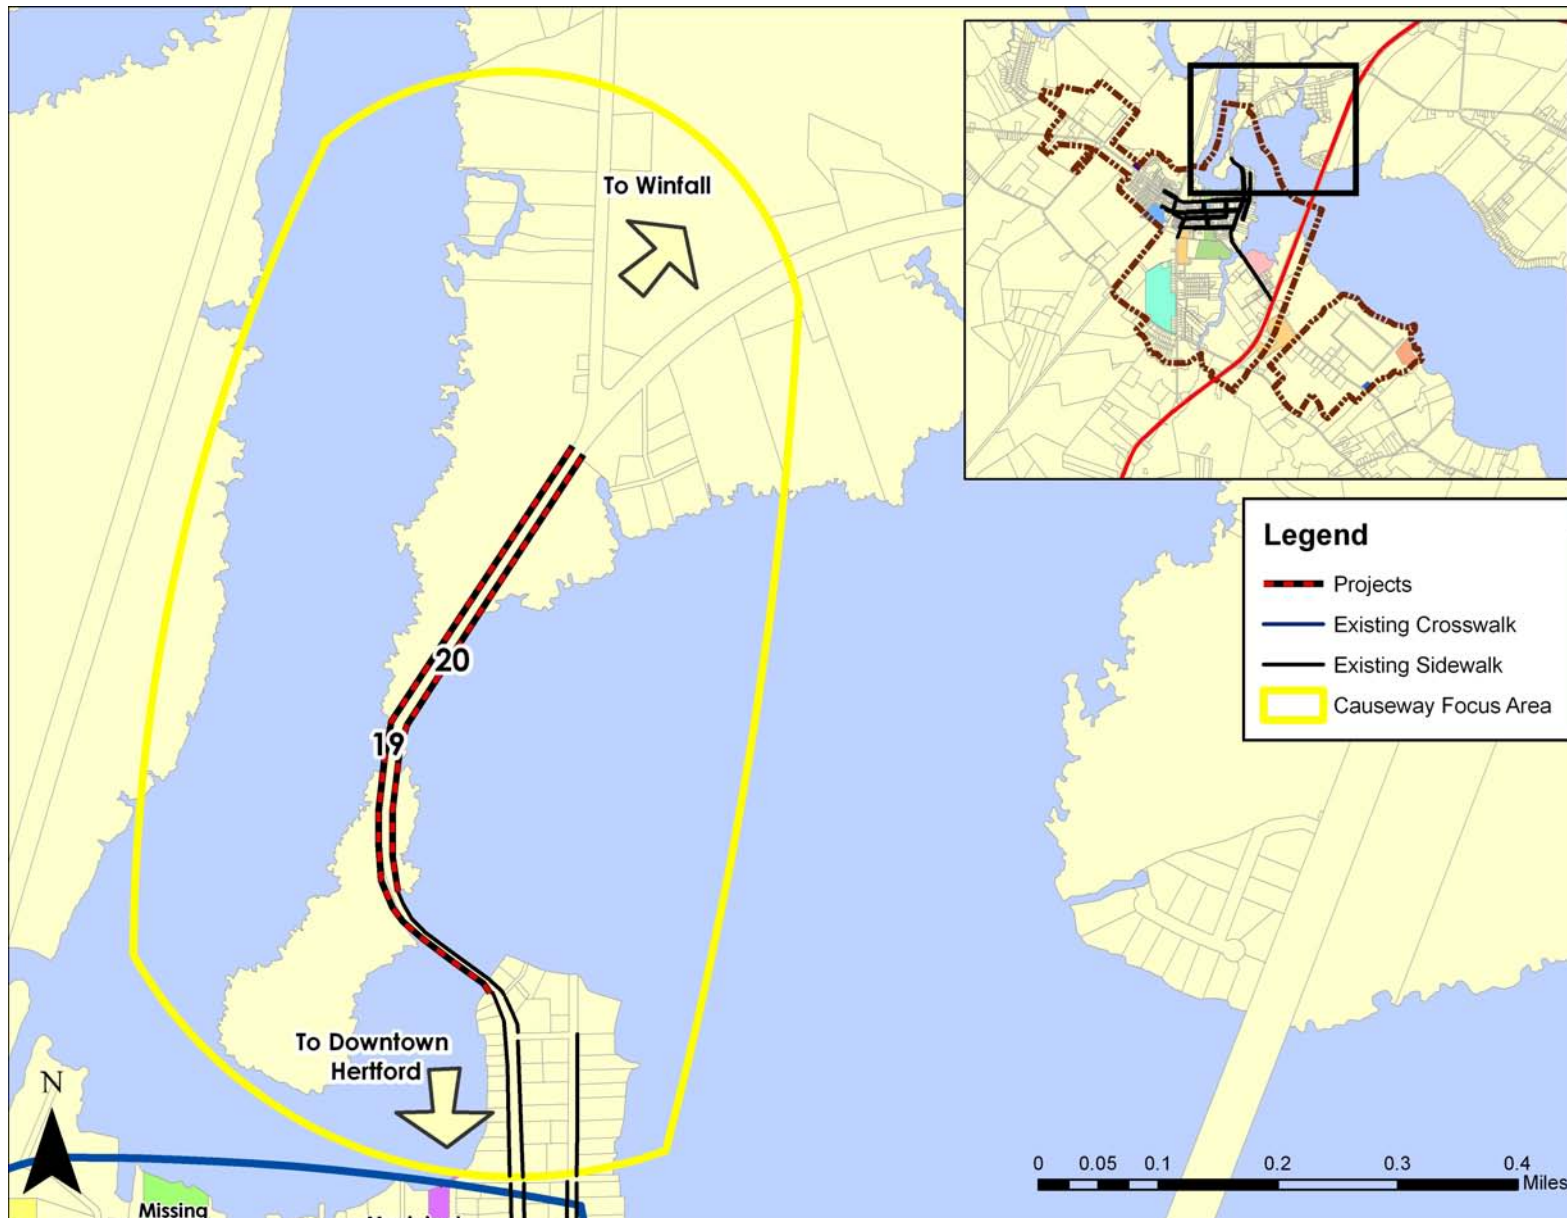 To Winfall
20
19
To Downtown
Hertford
N
Missing
Legend
Projects
Existing Crosswalk
Existing Sidewalk
Causeway Focus Area
0 0.05 0.1 0.2 0.3 0.4
Miles